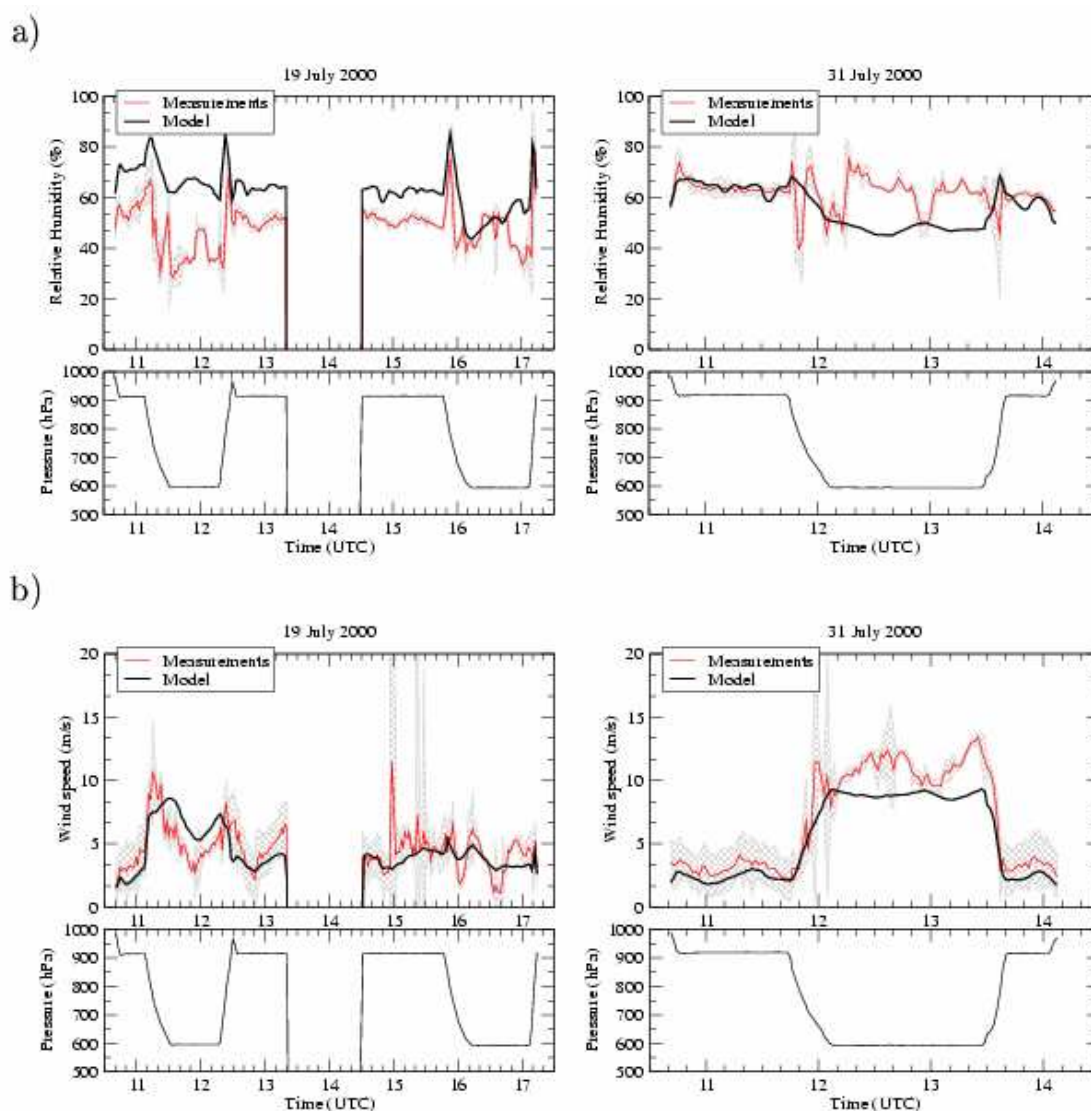 a)
19 July 2000
Measurements
Model
Relative Humidity (%)
100
80
60
40
20
0
11 12 13 14 15 16 17
Pressure (hPa)
1000
900
800
700
600
500
11 12 13 14 15 16 17
Time (UTC)
31 July 2000
Measurements
Model
Relative Humidity (%)
100
80
60
40
20
0
11 12 13 14
Pressure (hPa)
1000
900
800
700
600
500
11 12 13 14
Time (UTC)
b)
19 July 2000
Measurements
Model
Wind speed (m/s)
20
15
10
5
0
11 12 13 14 15 16 17
Pressure (hPa)
1000
900
800
700
600
500
11 12 13 14 15 16 17
Time (UTC)
31 July 2000
Measurements
Model
Wind speed (m/s)
20
15
10
5
0
11 12 13 14
Pressure (hPa)
1000
900
800
700
600
500
11 12 13 14
Time (UTC)